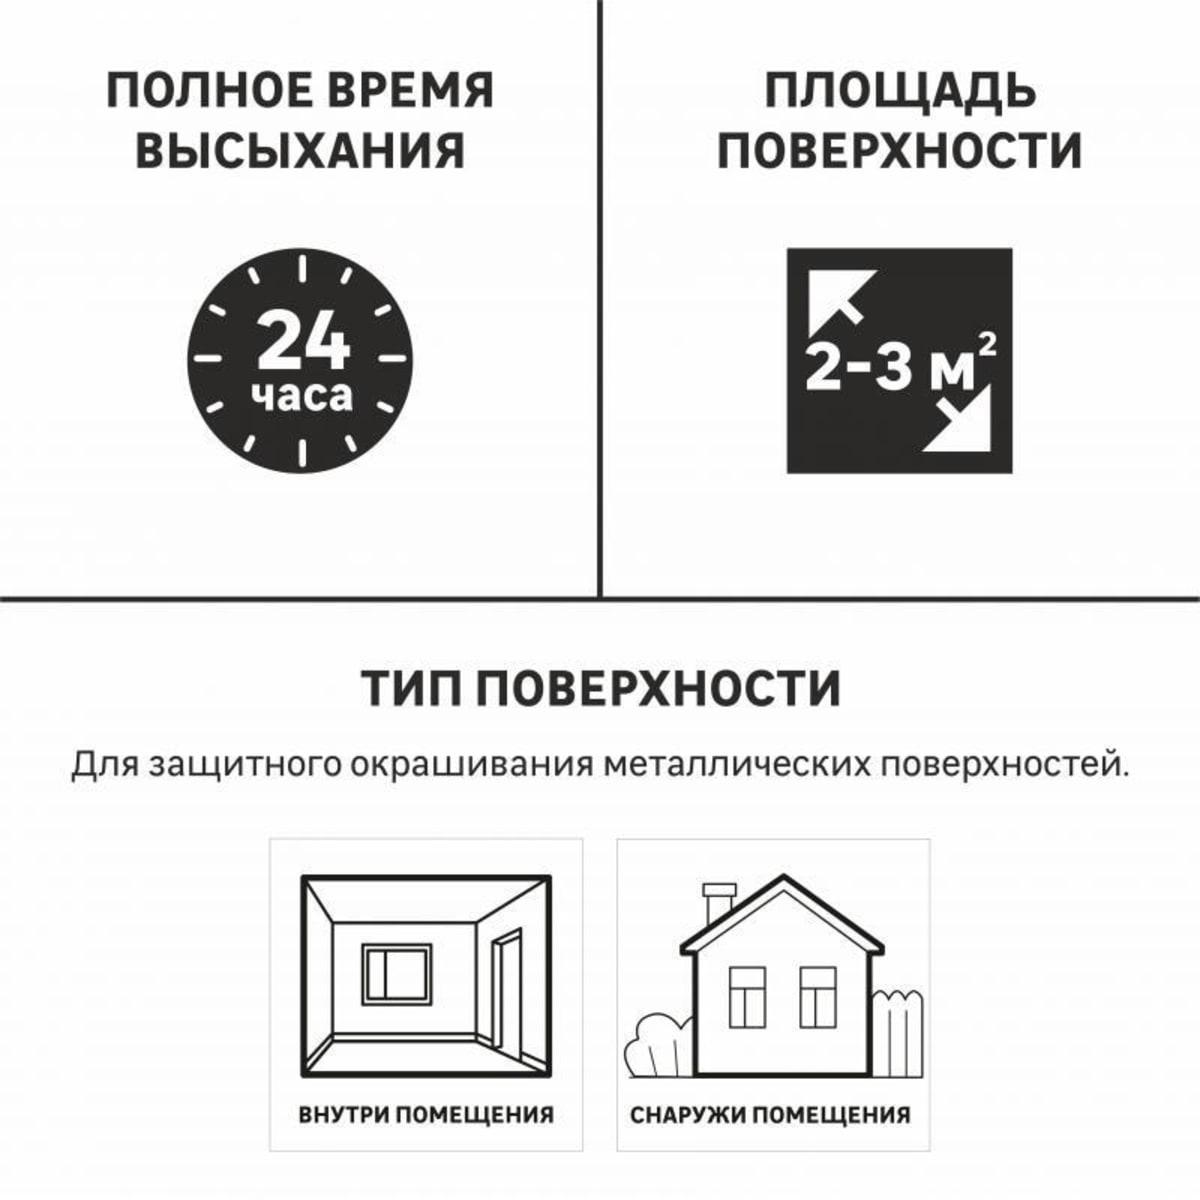 ПОЛНОЕ ВРЕМЯ
ВЫСЫХАНИЯ
24
часа
ПЛОЩАДЬ
ПОВЕРХНОСТИ
2-3 м²
ТИП ПОВЕРХНОСТИ
Для защитного окрашивания металлических поверхностей.
ВНУТРИ ПОМЕЩЕНИЯ
СНАРУЖИ ПОМЕЩЕНИЯ